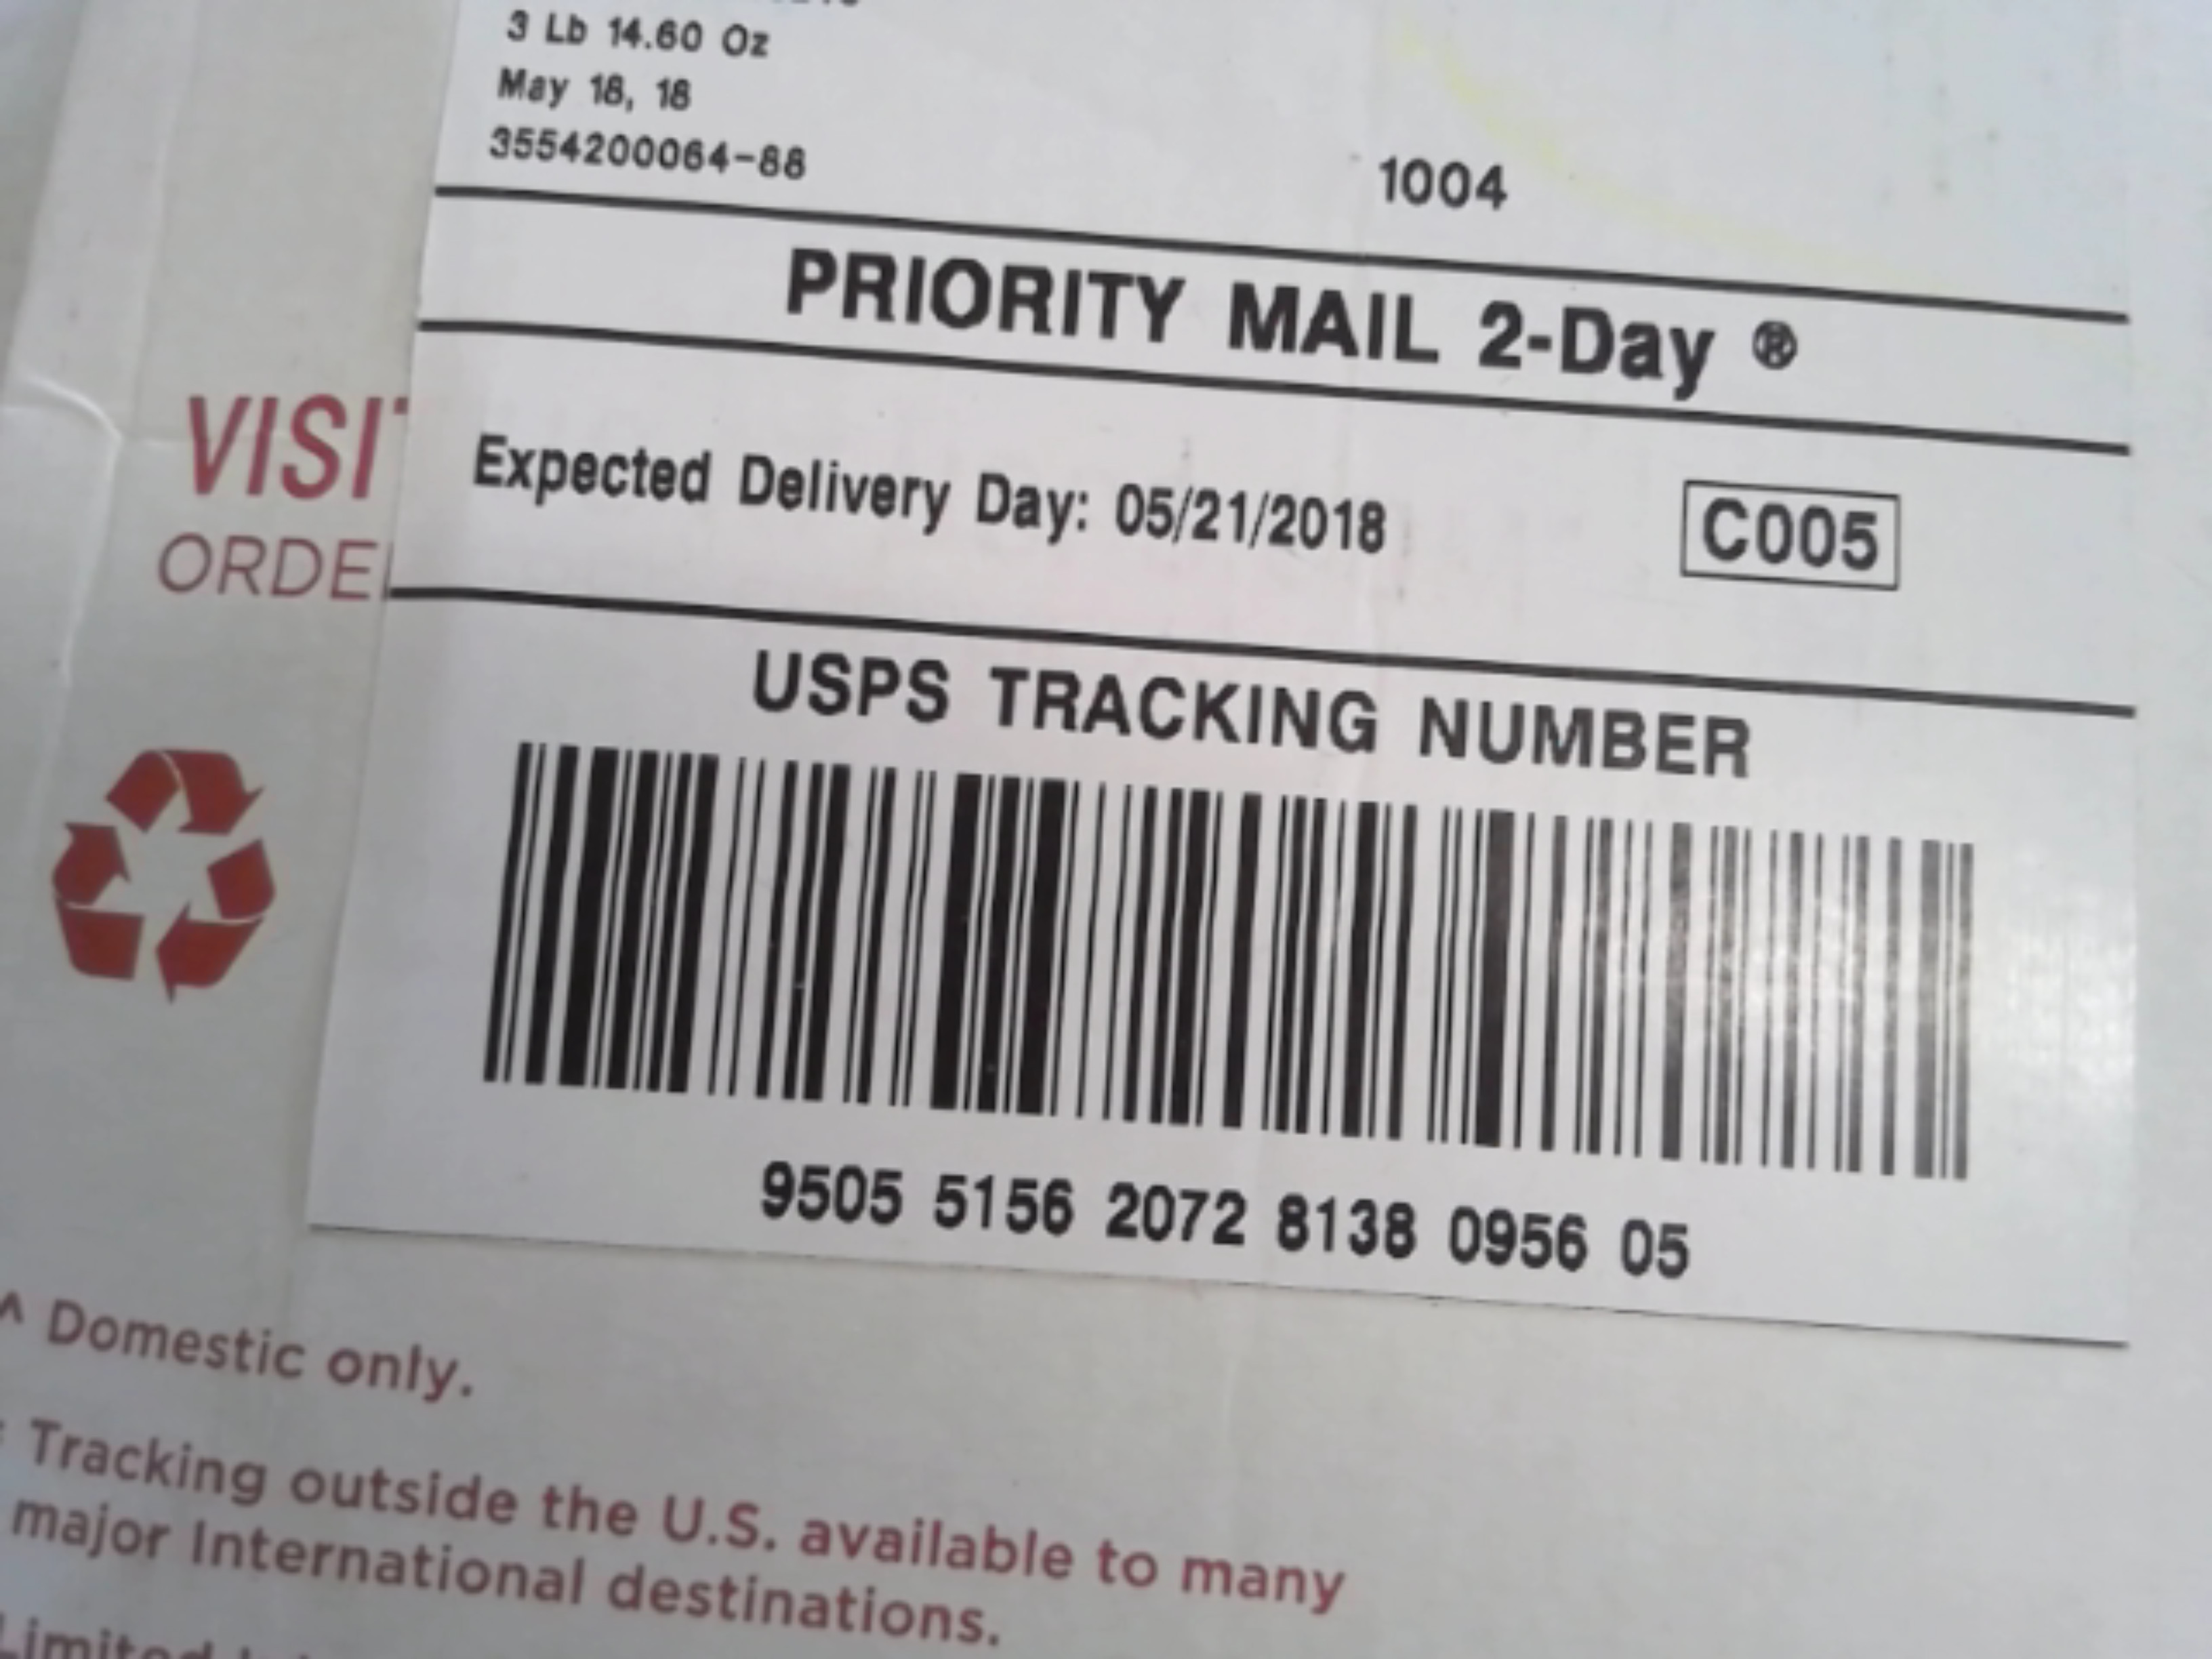 3 Lb 14.60 Oz
May 18, 18
3554200064-88
1004
PRIORITY MAIL 2-Day ®
Expected Delivery Day: 05/21/2018
C005
VISIT
ORDE
USPS TRACKING NUMBER
9505 5156 2072 8138 0956 05
^ Domestic only.
Tracking outside the U.S. available to many
major International destinations.
Limited